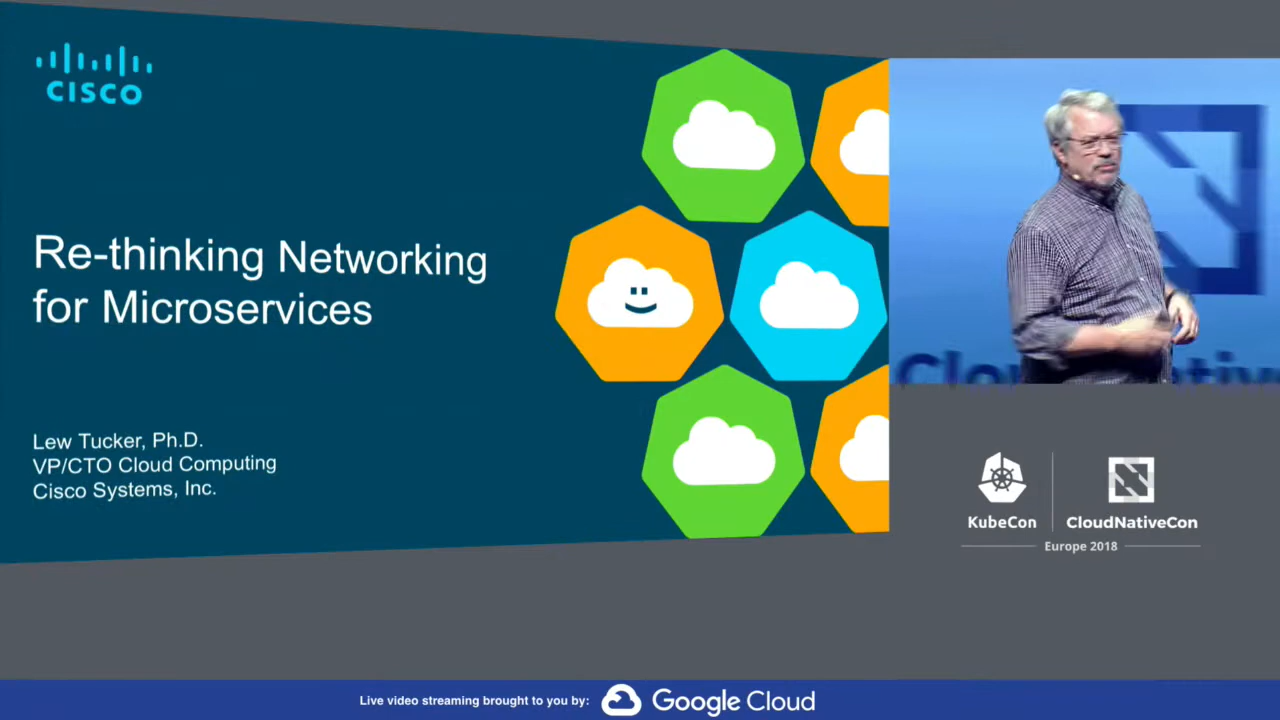 CISCO
Re-thinking Networking
for Microservices
Lew Tucker, Ph.D.
VP/CTO Cloud Computing
Cisco Systems, Inc.
KubeCon
CloudNativeCon
Europe 2018
Live video streaming brought to you by: Google Cloud